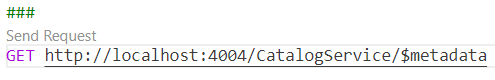 ###
Send Request
GET http://localhost:4004/CatalogService/$metadata